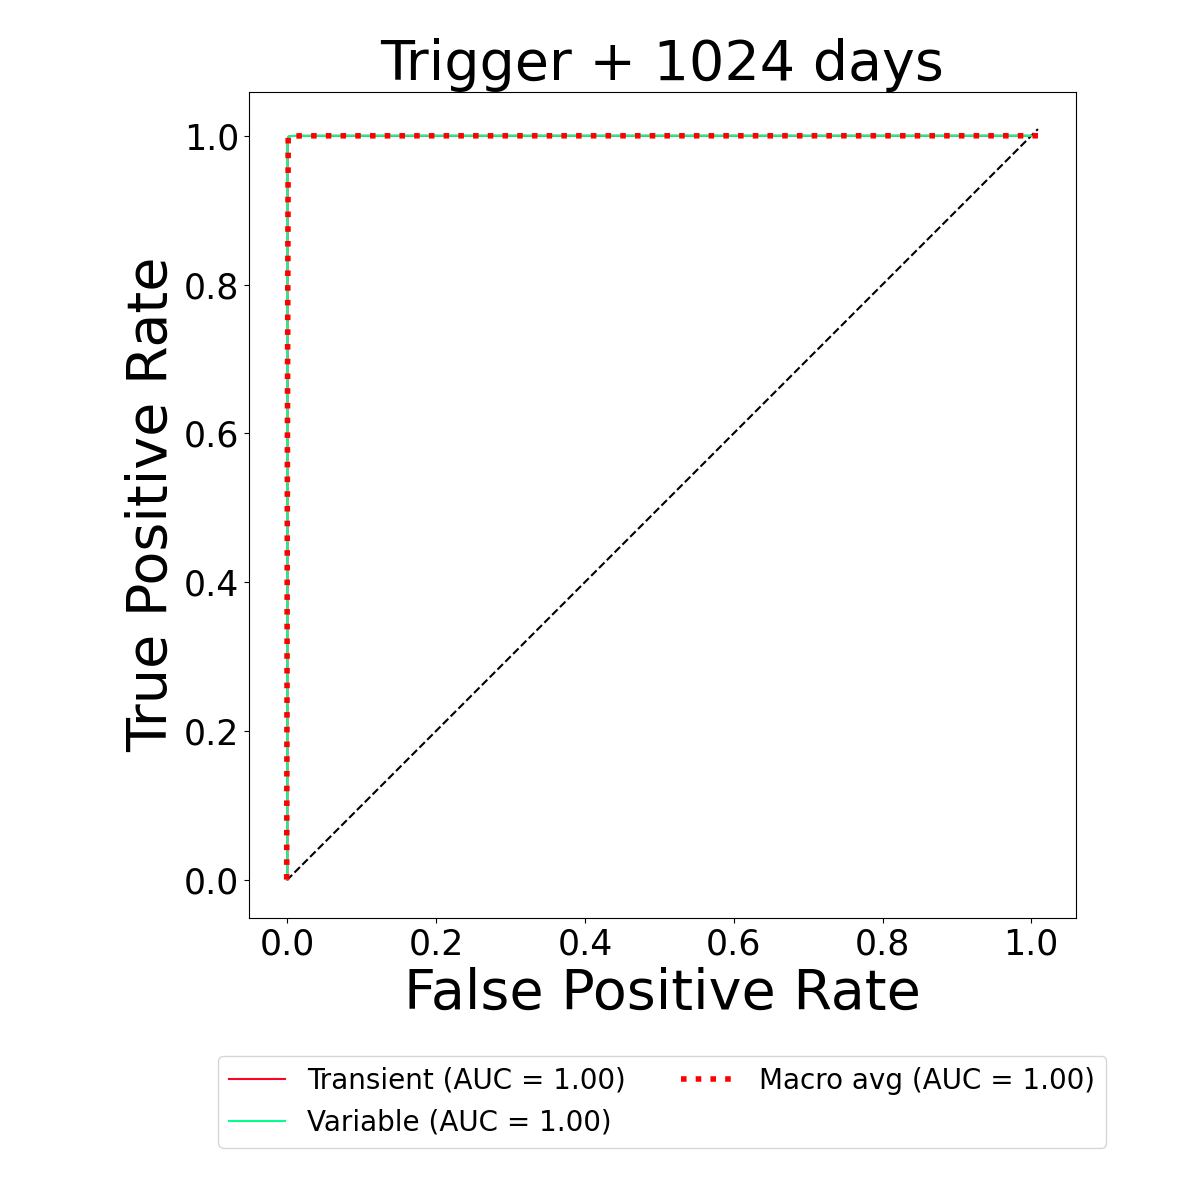 Trigger + 1024 days
True Positive Rate
1.0
0.8
0.6
0.4
0.2
0.0
0.0 0.2 0.4 0.6 0.8 1.0
False Positive Rate
Transient (AUC = 1.00)
Variable (AUC = 1.00)
Macro avg (AUC = 1.00)